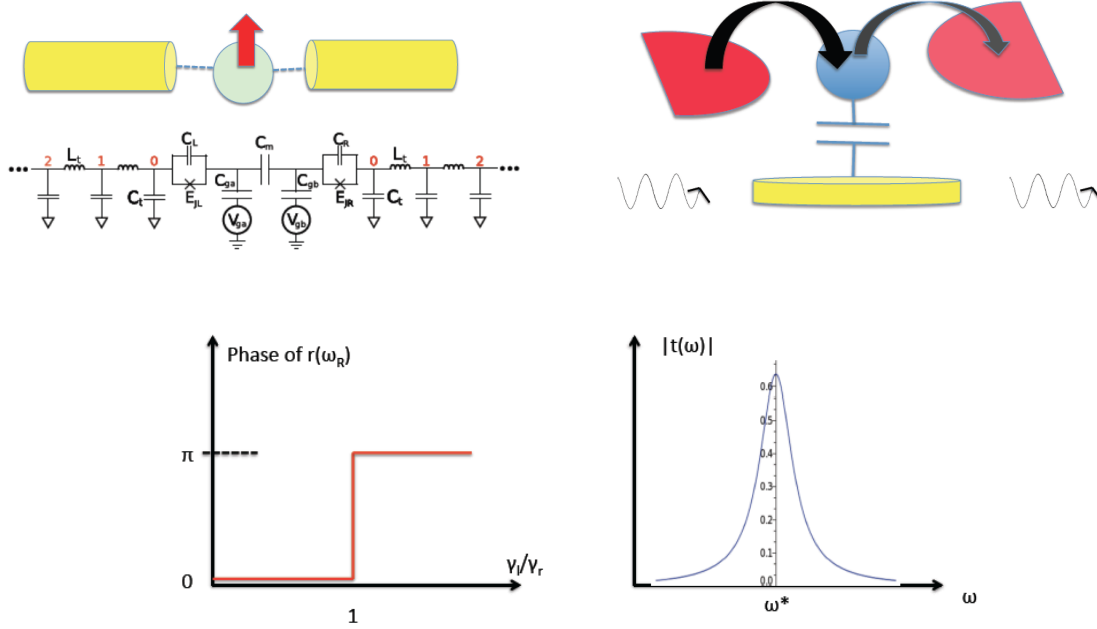 C_L C_m C_R
••• 2 L_t 1 0 0 L_t 1 2 •••
C_t E_JL C_ga C_gb E_JR C_t
V_ga V_gb
Phase of r(ω_R)
π
0
1
γ_l/γ_r
|t(ω)|
0.6
0.5
0.4
0.3
0.2
0.1
0.0
ω*
ω